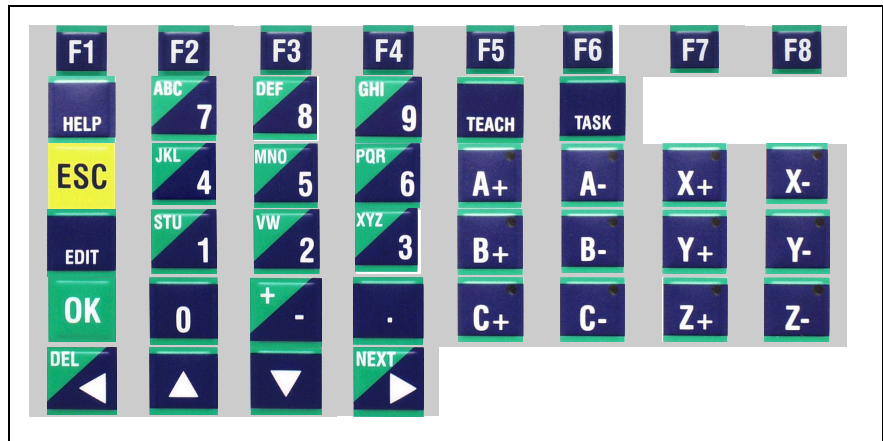 F1 F2 F3 F4 F5 F6 F7 F8
HELP ABC 7 DEF 8 GHI 9 TEACH TASK
ESC JKL 4 MNO 5 PQR 6 A+ A- X+ X-
EDIT STU 1 VW 2 XYZ 3 B+ B- Y+ Y-
OK 0 + - . C+ C- Z+ Z-
DEL NEXT